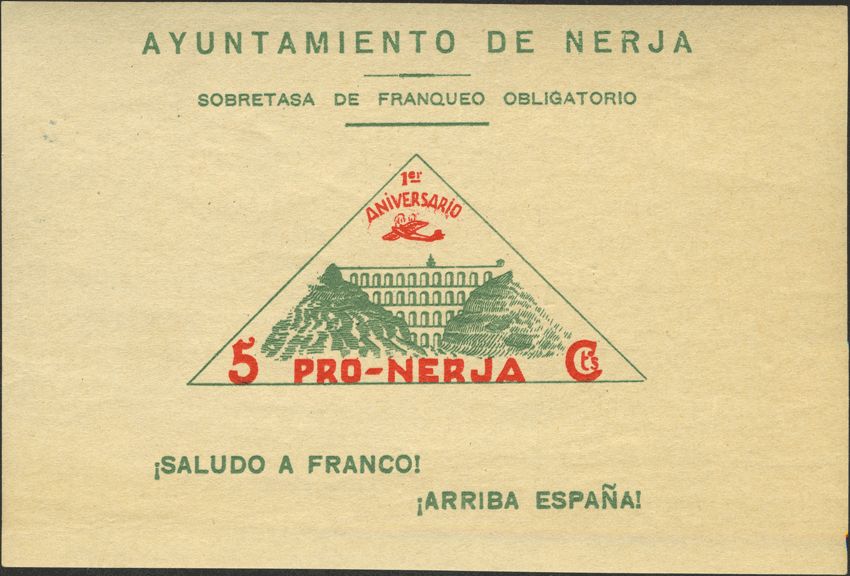 AYUNTAMIENTO DE NERJA
SOBRETASA DE FRANQUEO OBLIGATORIO
1er
ANIVERSARIO
5 PRO-NERJA Cts
¡SALUDO A FRANCO!
¡ARRIBA ESPAÑA!